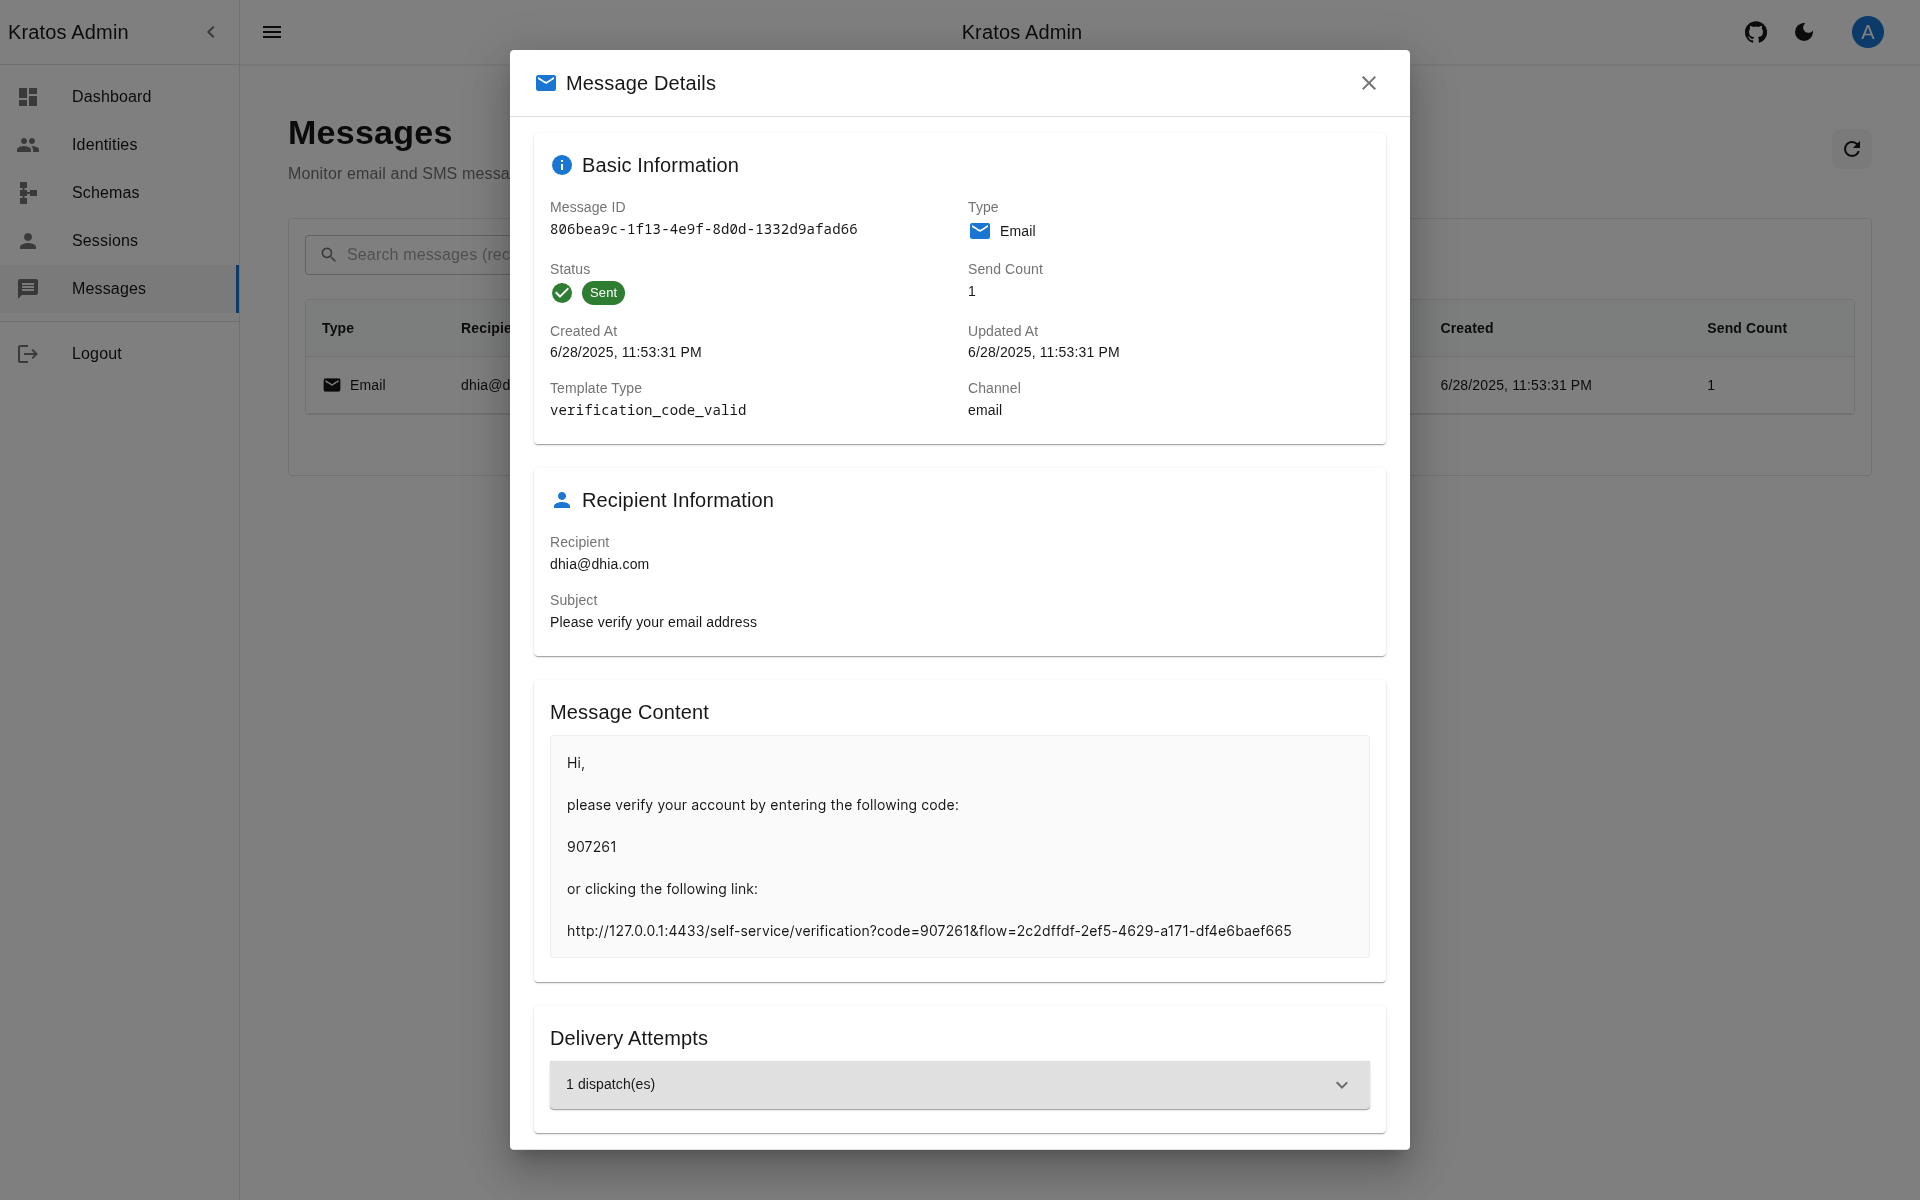 Kratos Admin
Kratos Admin
A
Dashboard
Identities
Schemas
Sessions
Messages
Logout
Messages
Monitor email and SMS messa
Search messages (rec
Type
Recipie
Created
Send Count
Email
dhia@d
6/28/2025, 11:53:31 PM
1
Message Details
Basic Information
Message ID
806bea9c-1f13-4e9f-8d0d-1332d9afad66
Type
Email
Status
Sent
Send Count
1
Created At
6/28/2025, 11:53:31 PM
Updated At
6/28/2025, 11:53:31 PM
Template Type
verification_code_valid
Channel
email
Recipient Information
Recipient
dhia@dhia.com
Subject
Please verify your email address
Message Content
Hi,
please verify your account by entering the following code:
907261
or clicking the following link:
http://127.0.0.1:4433/self-service/verification?code=907261&flow=2c2dffdf-2ef5-4629-a171-df4e6baef665
Delivery Attempts
1 dispatch(es)